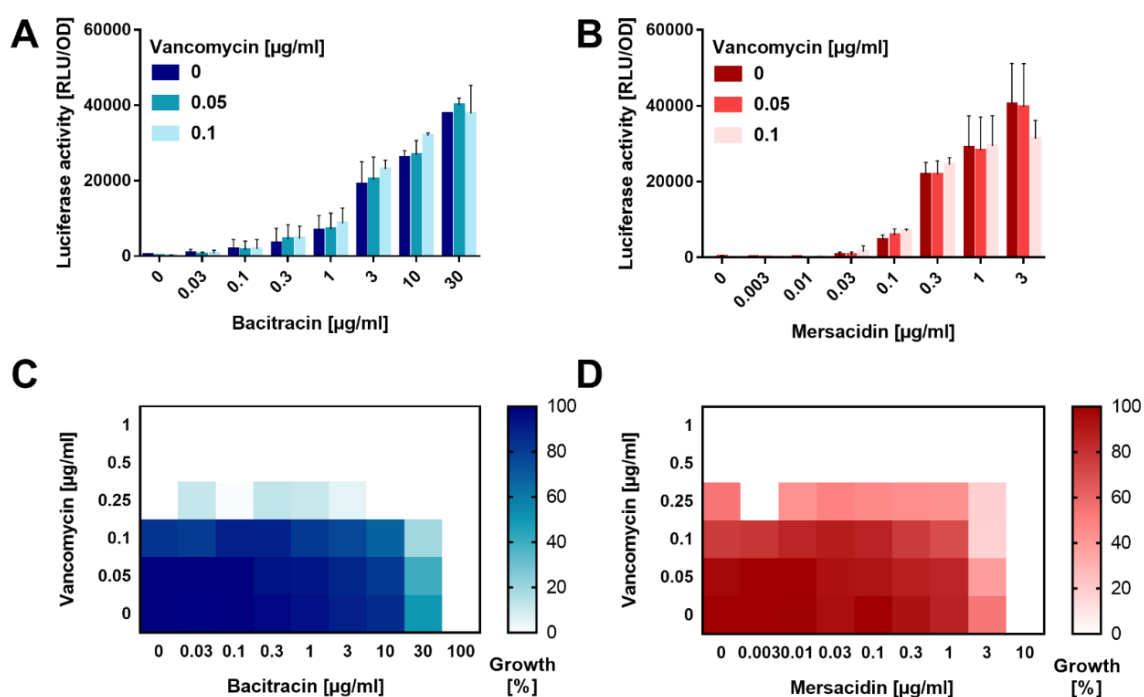 A
Luciferase activity [RLU/OD]
60000
40000
20000
0
Vancomycin [µg/ml]
0
0.05
0.1
0 0.03 0.1 0.3 1 3 10 30
Bacitracin [µg/ml]
B
Luciferase activity [RLU/OD]
60000
40000
20000
0
Vancomycin [µg/ml]
0
0.05
0.1
0 0.003 0.01 0.03 0.1 0.3 1 3
Mersacidin [µg/ml]
C
Vancomycin [µg/ml]
1
0.5
0.25
0.1
0.05
0
0 0.03 0.1 0.3 1 3 10 30 100
Bacitracin [µg/ml]
100
80
60
40
20
0
Growth
[%]
D
Vancomycin [µg/ml]
1
0.5
0.25
0.1
0.05
0
0 0.0030.01 0.03 0.1 0.3 1 3 10
Mersacidin [µg/ml]
100
80
60
40
20
0
Growth
[%]